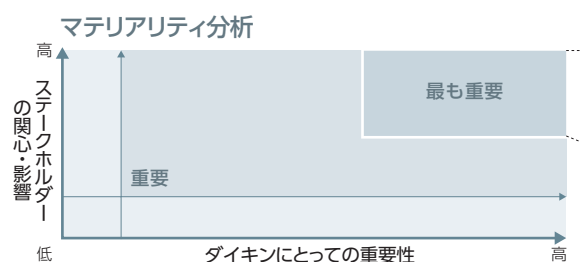 マテリアリティ分析
高
ステークホルダー
の関心・影響
最も重要
重要
低
ダイキンにとっての重要性
高